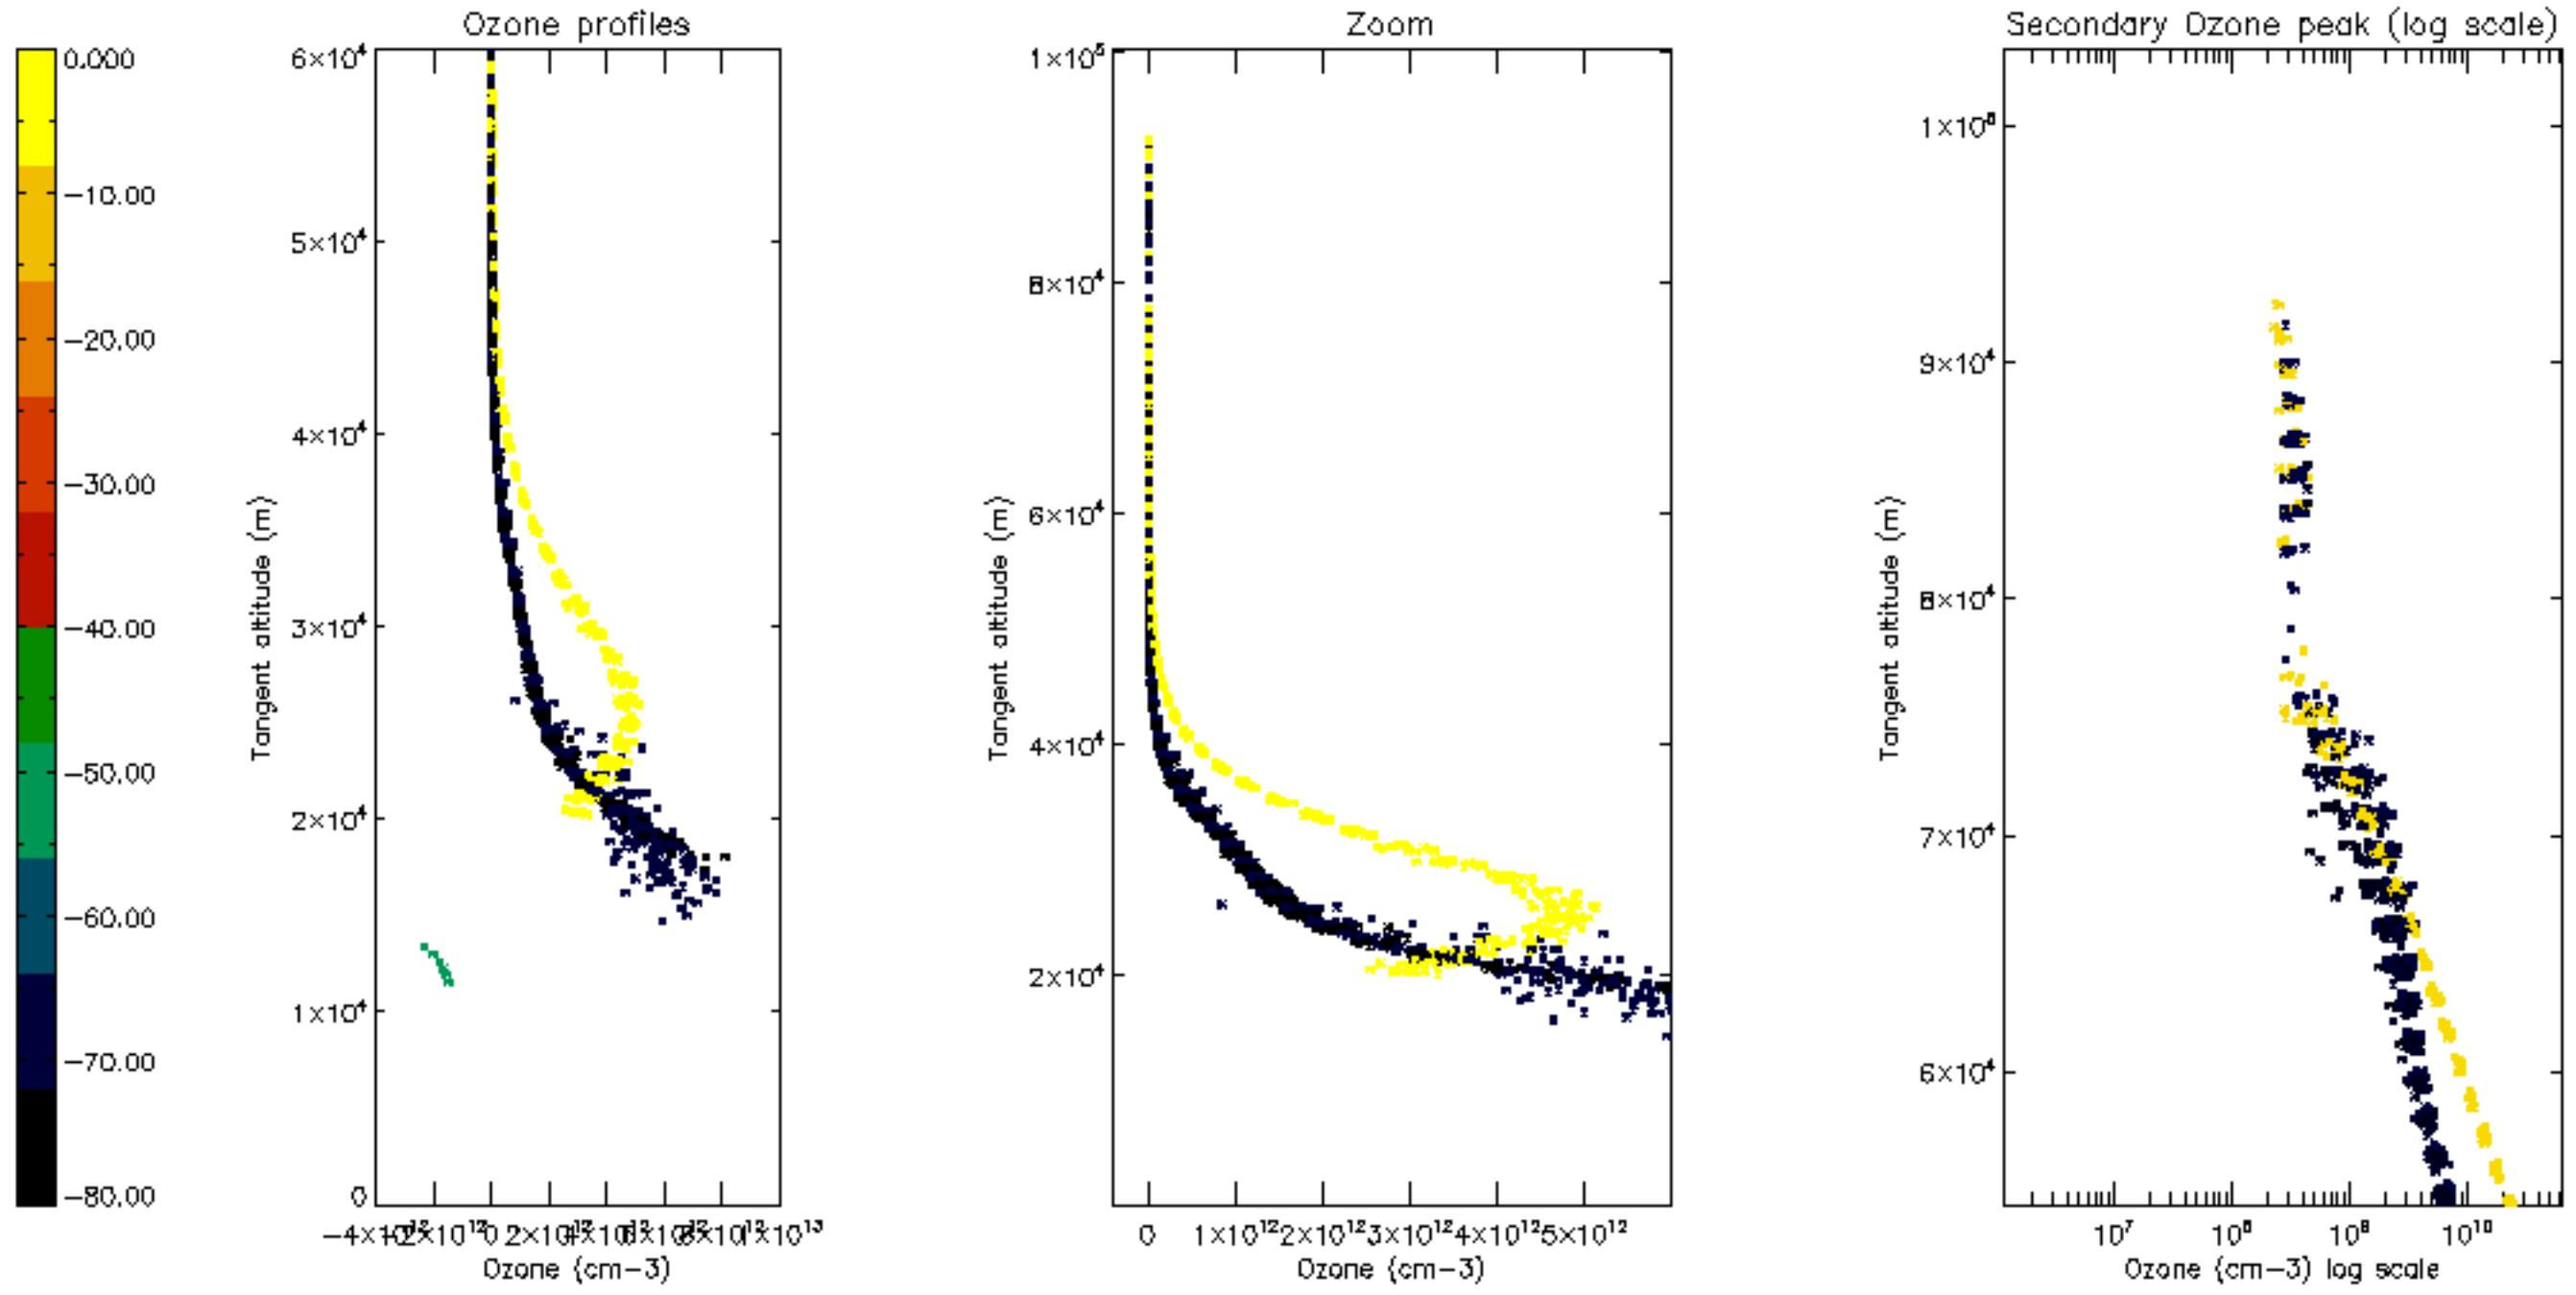 Ozone profiles
Zoom
Secondary Ozone peak (log scale)
0.000
-10.00
-20.00
-30.00
-40.00
-50.00
-60.00
-70.00
-80.00
6×10⁴
5×10⁴
4×10⁴
3×10⁴
2×10⁴
1×10⁴
0
Tangent altitude (m)
0
1×10¹³
Ozone (cm-3)
1×10⁵
8×10⁴
6×10⁴
4×10⁴
2×10⁴
Tangent altitude (m)
0 1×10¹² 2×10¹² 3×10¹² 4×10¹² 5×10¹²
Ozone (cm-3)
1×10⁵
9×10⁴
8×10⁴
7×10⁴
6×10⁴
Tangent altitude (m)
10⁷ 10⁸ 10⁹ 10¹⁰
Ozone (cm-3) log scale